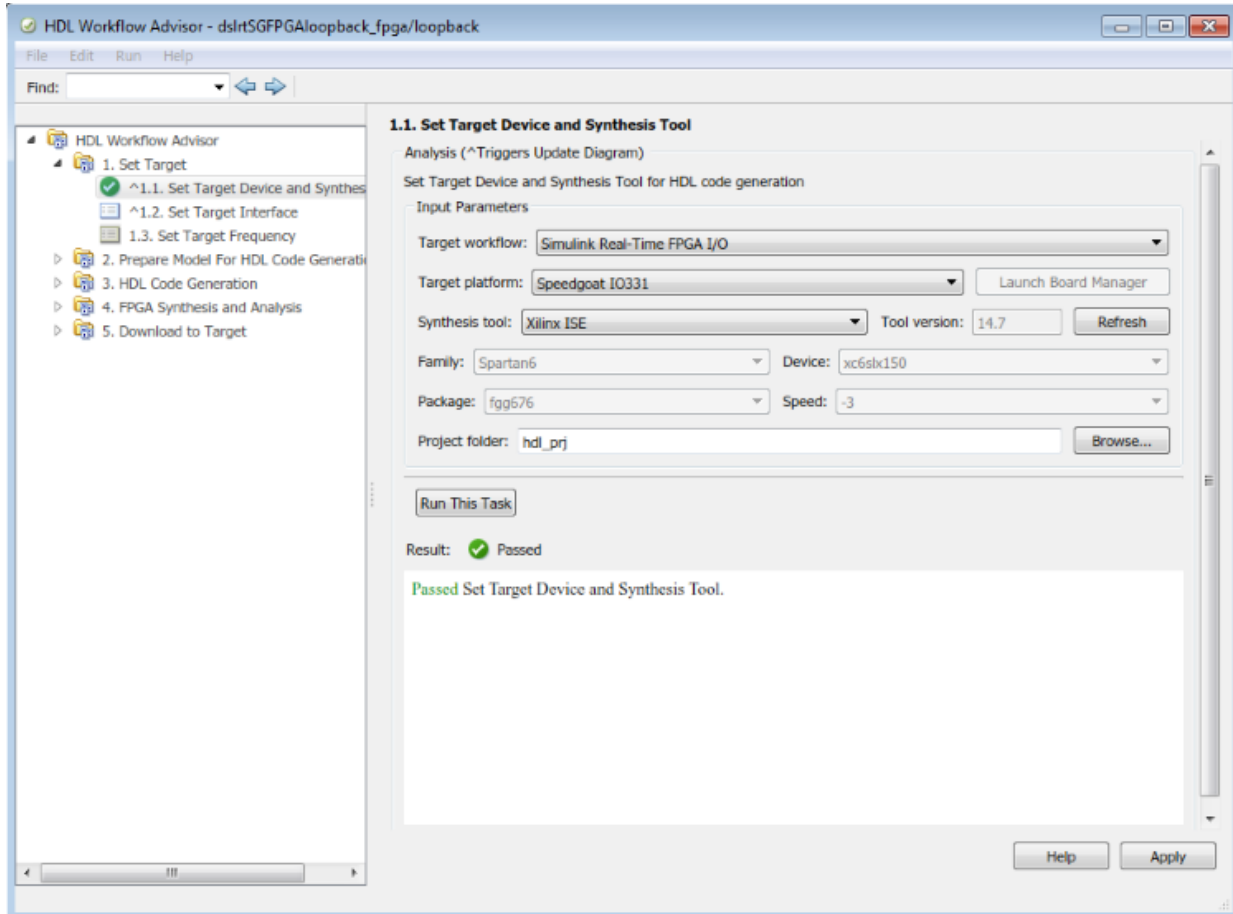 HDL Workflow Advisor - dslrtSGFPGAloopback_fpga/loopback
File Edit Run Help
Find:
HDL Workflow Advisor
1. Set Target
^1.1. Set Target Device and Synthes
^1.2. Set Target Interface
1.3. Set Target Frequency
2. Prepare Model For HDL Code Generati
3. HDL Code Generation
4. FPGA Synthesis and Analysis
5. Download to Target
1.1. Set Target Device and Synthesis Tool
Analysis (^Triggers Update Diagram)
Set Target Device and Synthesis Tool for HDL code generation
Input Parameters
Target workflow: Simulink Real-Time FPGA I/O
Target platform: Speedgoat IO331 Launch Board Manager
Synthesis tool: Xilinx ISE Tool version: 14.7 Refresh
Family: Spartan6 Device: xc6slx150
Package: fgg676 Speed: -3
Project folder: hdl_prj Browse...
Run This Task
Result: Passed
Passed Set Target Device and Synthesis Tool.
Help Apply